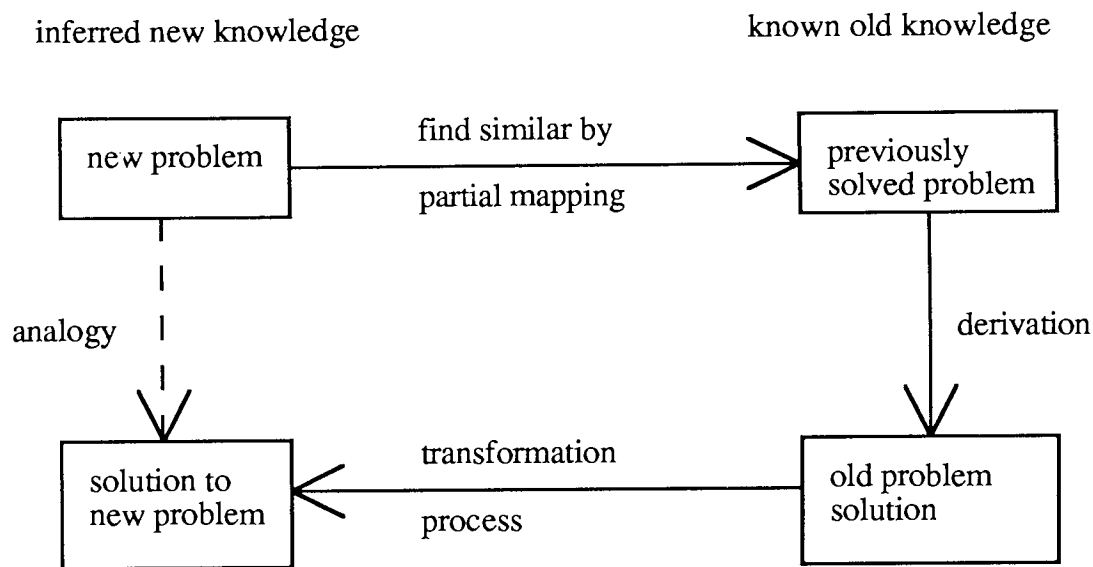 inferred new knowledge
known old knowledge
new problem
find similar by
partial mapping
previously
solved problem
analogy
derivation
solution to
new problem
transformation
process
old problem
solution